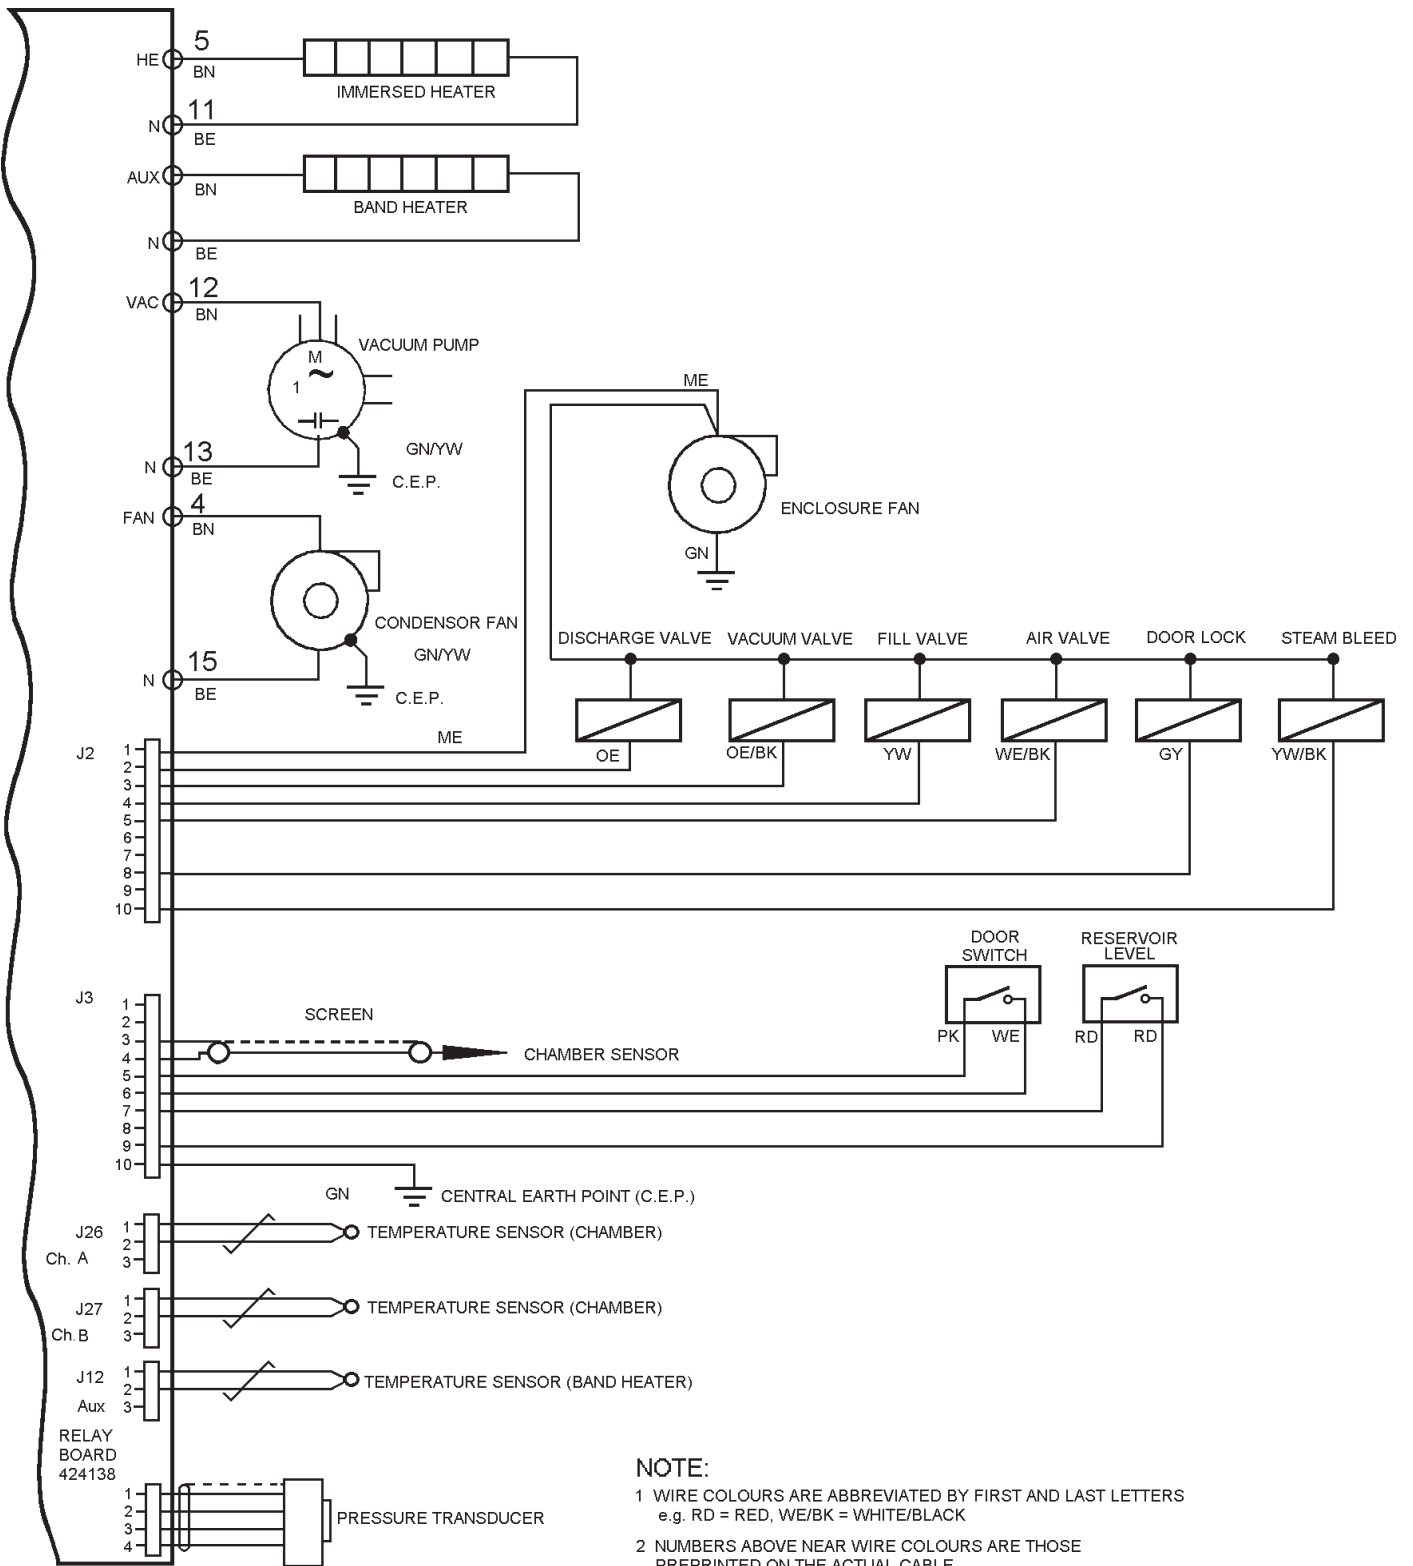 5
HE
BN
IMMERSED HEATER
11
N
BE
AUX
BN
BAND HEATER
N
BE
12
VAC
BN
VACUUM PUMP
M
~
1
13
N
BE
GN/YW
C.E.P.
4
FAN
BN
CONDENSOR FAN
GN/YW
15
N
BE
C.E.P.
ME
ENCLOSURE FAN
GN
DISCHARGE VALVE VACUUM VALVE FILL VALVE AIR VALVE DOOR LOCK STEAM BLEED
ME
OE OE/BK YW WE/BK GY YW/BK
J2
1
2
3
4
5
6
7
8
9
10
DOOR
SWITCH
RESERVOIR
LEVEL
PK WE RD RD
J3
1
2
3
4
5
6
7
8
9
10
SCREEN
CHAMBER SENSOR
GN
CENTRAL EARTH POINT (C.E.P.)
J26
Ch. A
1
2
3
TEMPERATURE SENSOR (CHAMBER)
J27
Ch. B
1
2
3
TEMPERATURE SENSOR (CHAMBER)
J12
Aux
1
2
3
TEMPERATURE SENSOR (BAND HEATER)
RELAY
BOARD
424138
1
2
3
4
PRESSURE TRANSDUCER
NOTE:
1 WIRE COLOURS ARE ABBREVIATED BY FIRST AND LAST LETTERS
e.g. RD = RED, WE/BK = WHITE/BLACK
2 NUMBERS ABOVE NEAR WIRE COLOURS ARE THOSE
PREPRINTED ON THE ACTUAL CABLE